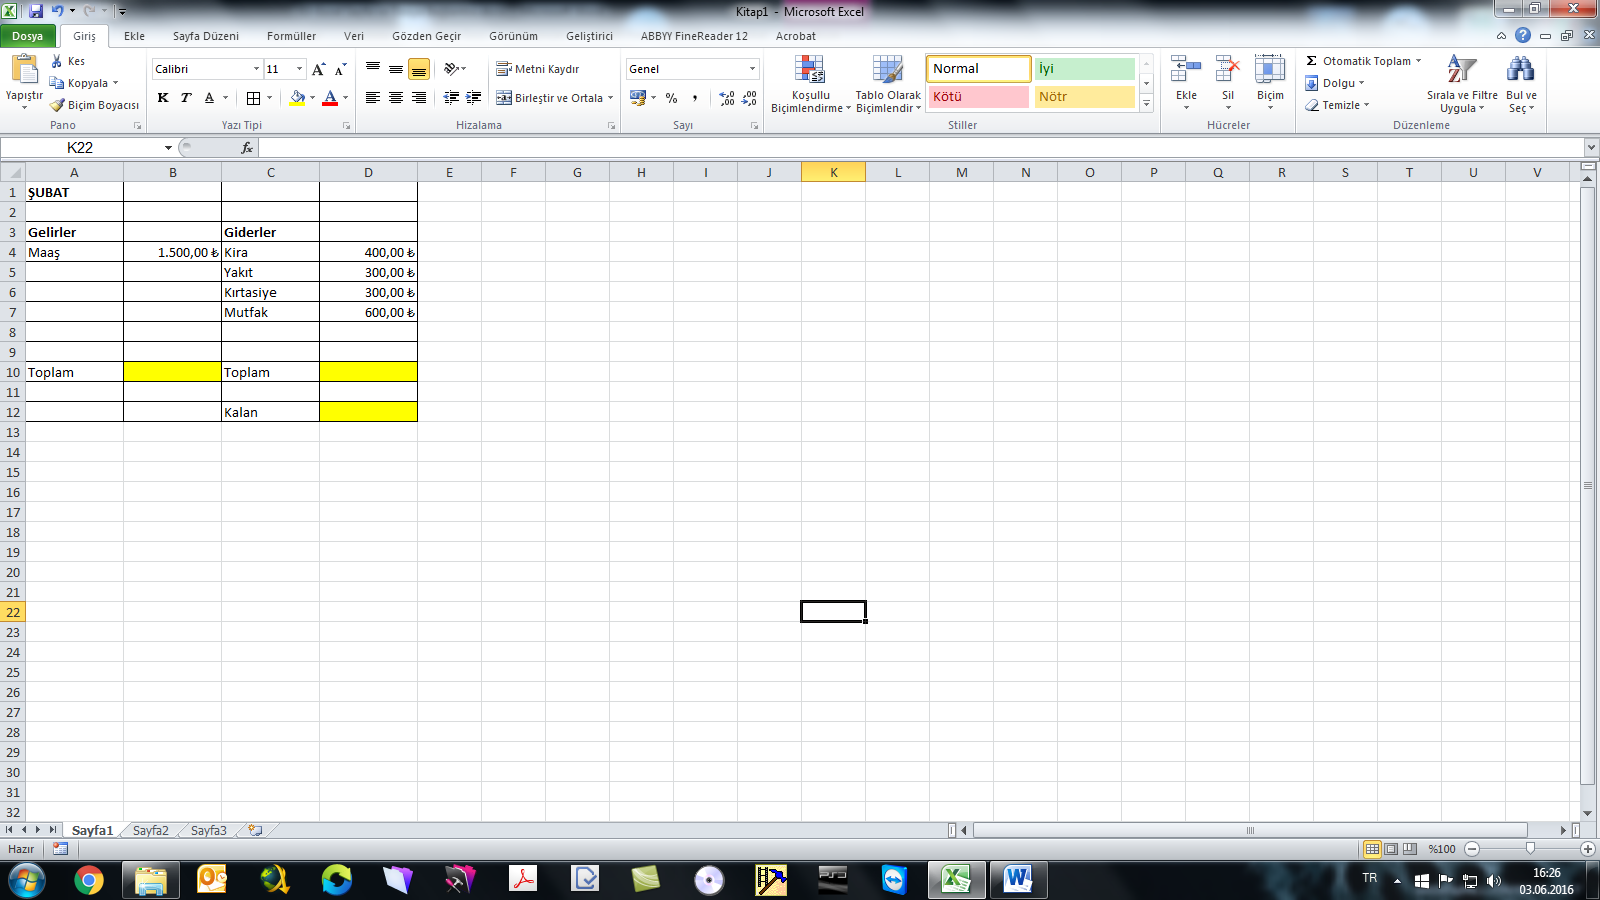 Kitap1 - Microsoft Excel
Dosya Giriş Ekle Sayfa Düzeni Formüller Veri Gözden Geçir Görünüm Geliştirici ABBYY FineReader 12 Acrobat
Yapıştır
Kes
Kopyala
Biçim Boyacısı
Pano
Calibri 11
K T A
Yazı Tipi
Metni Kaydır
Birleştir ve Ortala
Hizalama
Genel
%
Sayı
Koşullu Biçimlendirme
Tablo Olarak Biçimlendir
Normal İyi
Kötü Nötr
Stiller
Ekle Sil Biçim
Hücreler
Σ Otomatik Toplam
Dolgu
Temizle
Sırala ve Filtre Uygula
Bul ve Seç
Düzenleme
K22 fx
A B C D E F G H I J K L M N O P Q R S T U V
1 ŞUBAT
2
3 Gelirler Giderler
4 Maaş 1.500,00 ₺ Kira 400,00 ₺
5 Yakıt 300,00 ₺
6 Kırtasiye 300,00 ₺
7 Mutfak 600,00 ₺
8
9
10 Toplam Toplam
11
12 Kalan
13
14
15
16
17
18
19
20
21
22
23
24
25
26
27
28
29
30
31
32
Sayfa1 Sayfa2 Sayfa3
Hazır %100
TR 16:26
03.06.2016